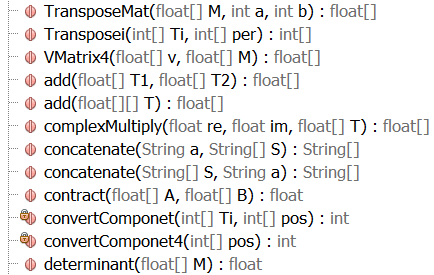 TransposeMat(float[] M, int a, int b) : float[]
Transposei(int[] Ti, int[] per) : int[]
VMatrix4(float[] v, float[] M) : float[]
add(float[] T1, float[] T2) : float[]
add(float[][] T) : float[]
complexMultiply(float re, float im, float[] T) : float[]
concatenate(String a, String[] S) : String[]
concatenate(String[] S, String a) : String[]
contract(float[] A, float[] B) : float
convertComponet(int[] Ti, int[] pos) : int
convertComponet4(int[] pos) : int
determinant(float[] M) : float